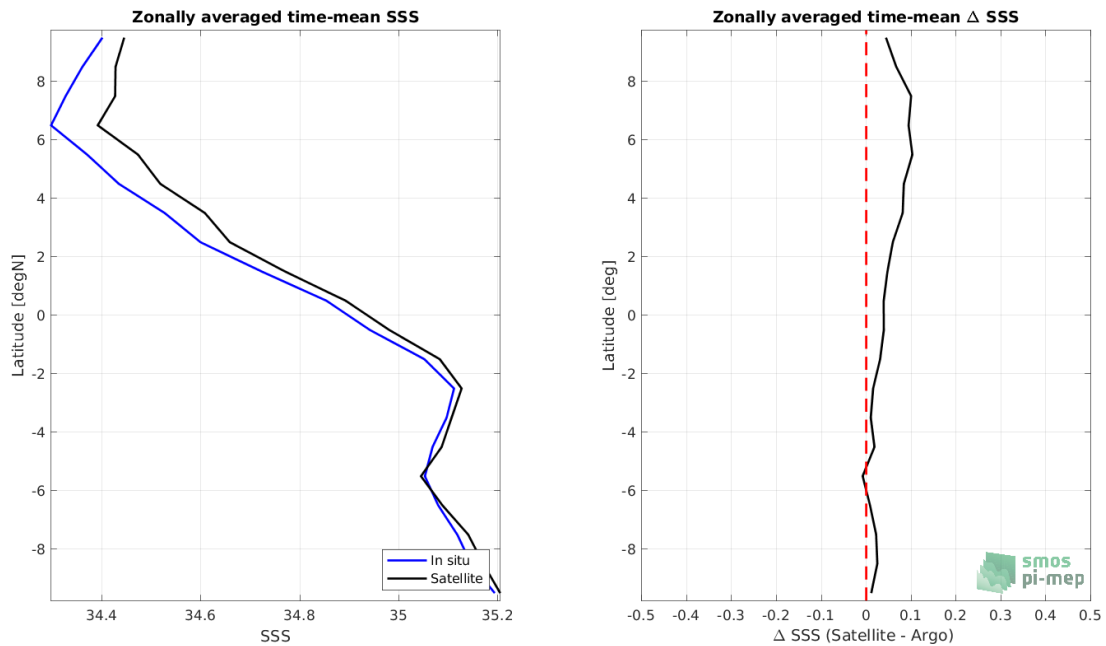 Zonally averaged time-mean SSS
8
6
4
2
0
-2
-4
-6
-8
Latitude [degN]
34.4 34.6 34.8 35 35.2
SSS
In situ
Satellite
Zonally averaged time-mean Δ SSS
8
6
4
2
0
-2
-4
-6
-8
Latitude [deg]
-0.5 -0.4 -0.3 -0.2 -0.1 0 0.1 0.2 0.3 0.4 0.5
Δ SSS (Satellite - Argo)
smos
pi-mep